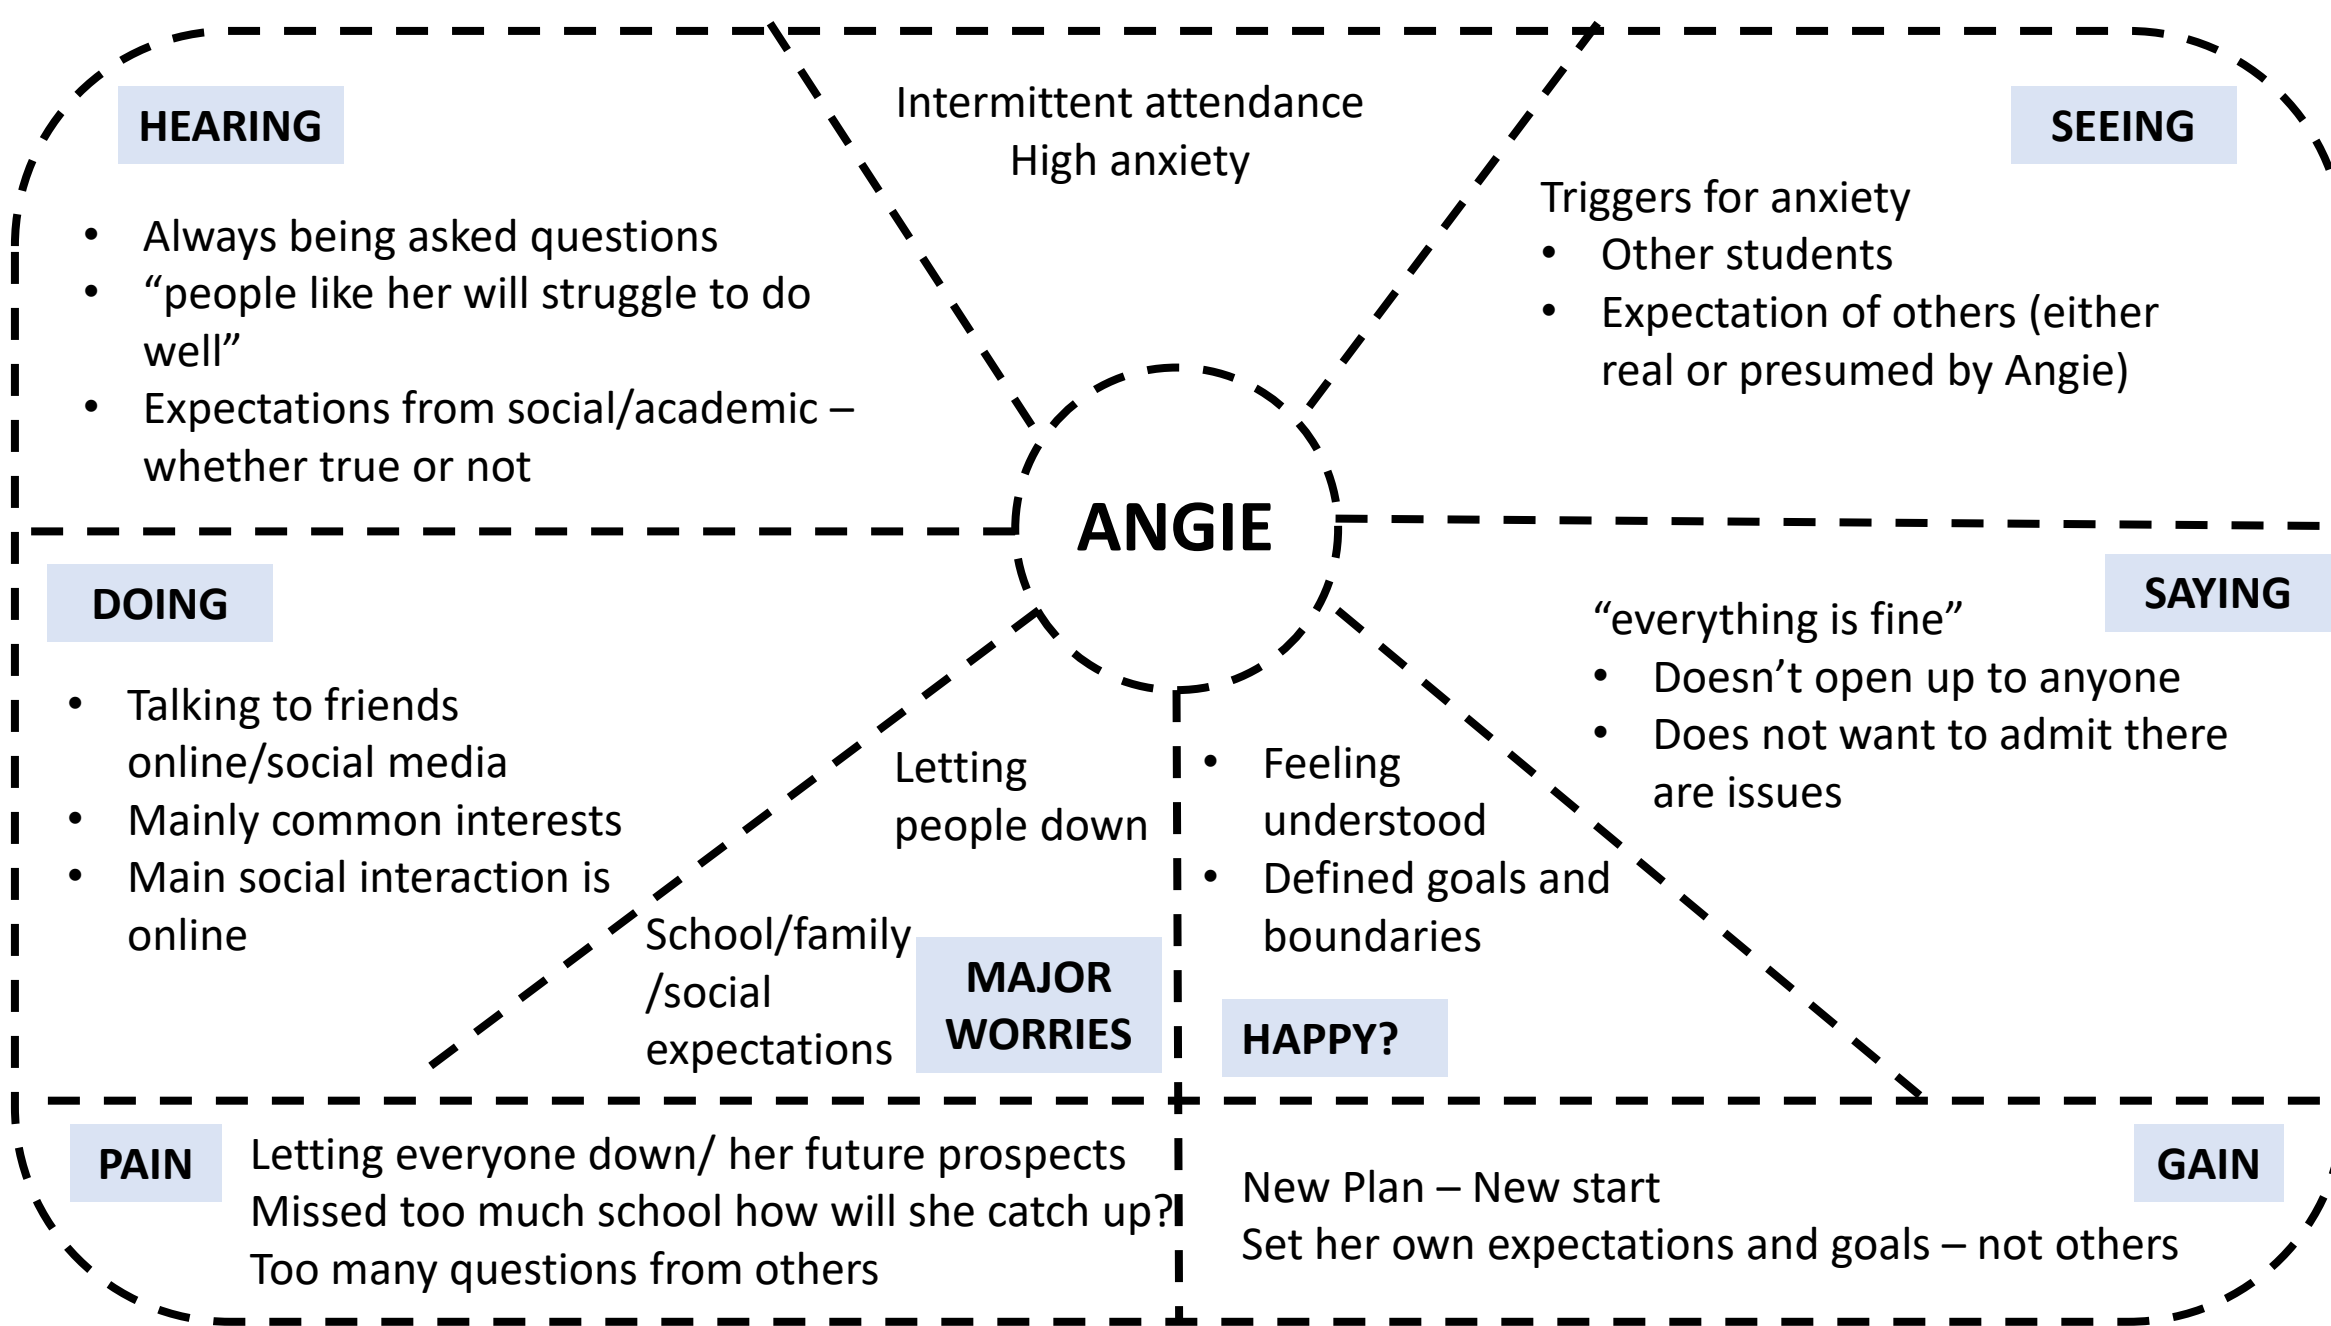 HEARING
• Always being asked questions
• “people like her will struggle to do
well”
• Expectations from social/academic –
whether true or not
Intermittent attendance
High anxiety
SEEING
Triggers for anxiety
• Other students
• Expectation of others (either
real or presumed by Angie)
ANGIE
DOING
• Talking to friends
online/social media
• Mainly common interests
• Main social interaction is
online
Letting
people down
School/family
/social
expectations
MAJOR
WORRIES
• Feeling
understood
• Defined goals and
boundaries
HAPPY?
SAYING
“everything is fine”
• Doesn’t open up to anyone
• Does not want to admit there
are issues
PAIN
Letting everyone down/ her future prospects
Missed too much school how will she catch up?
Too many questions from others
GAIN
New Plan – New start
Set her own expectations and goals – not others